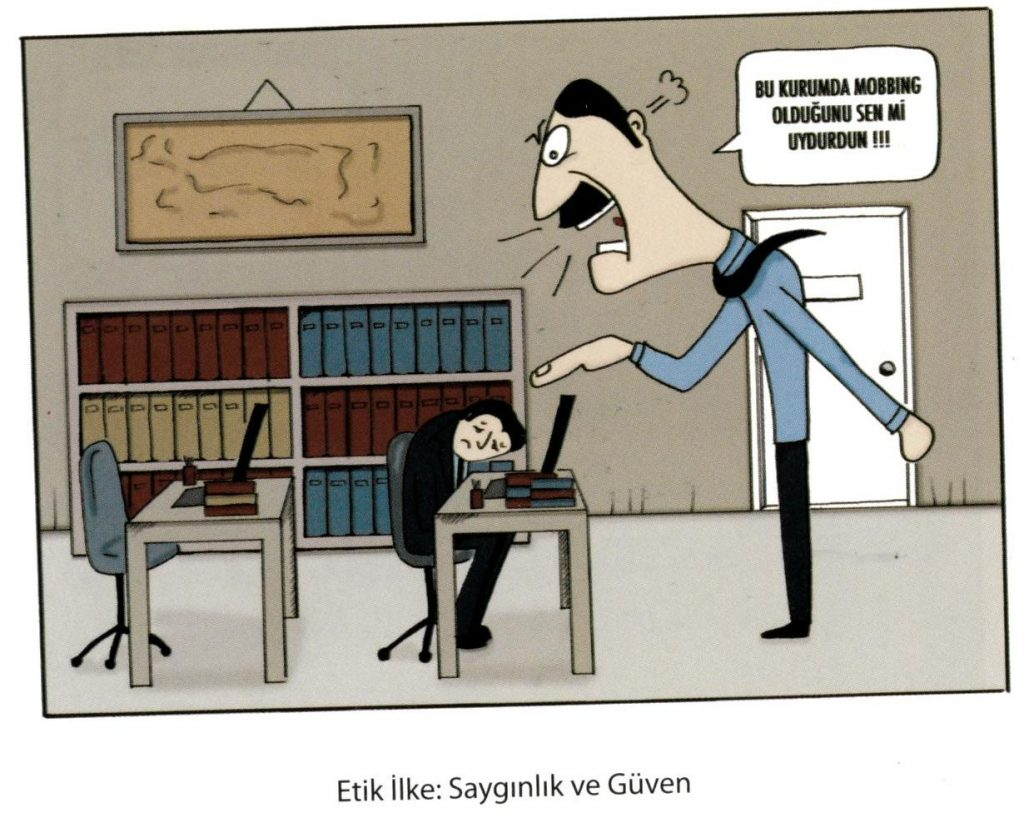 BU KURUMDA MOBBING
OLDUĞUNU SEN Mİ
UYDURDUN !!!
Etik İlke: Saygınlık ve Güven